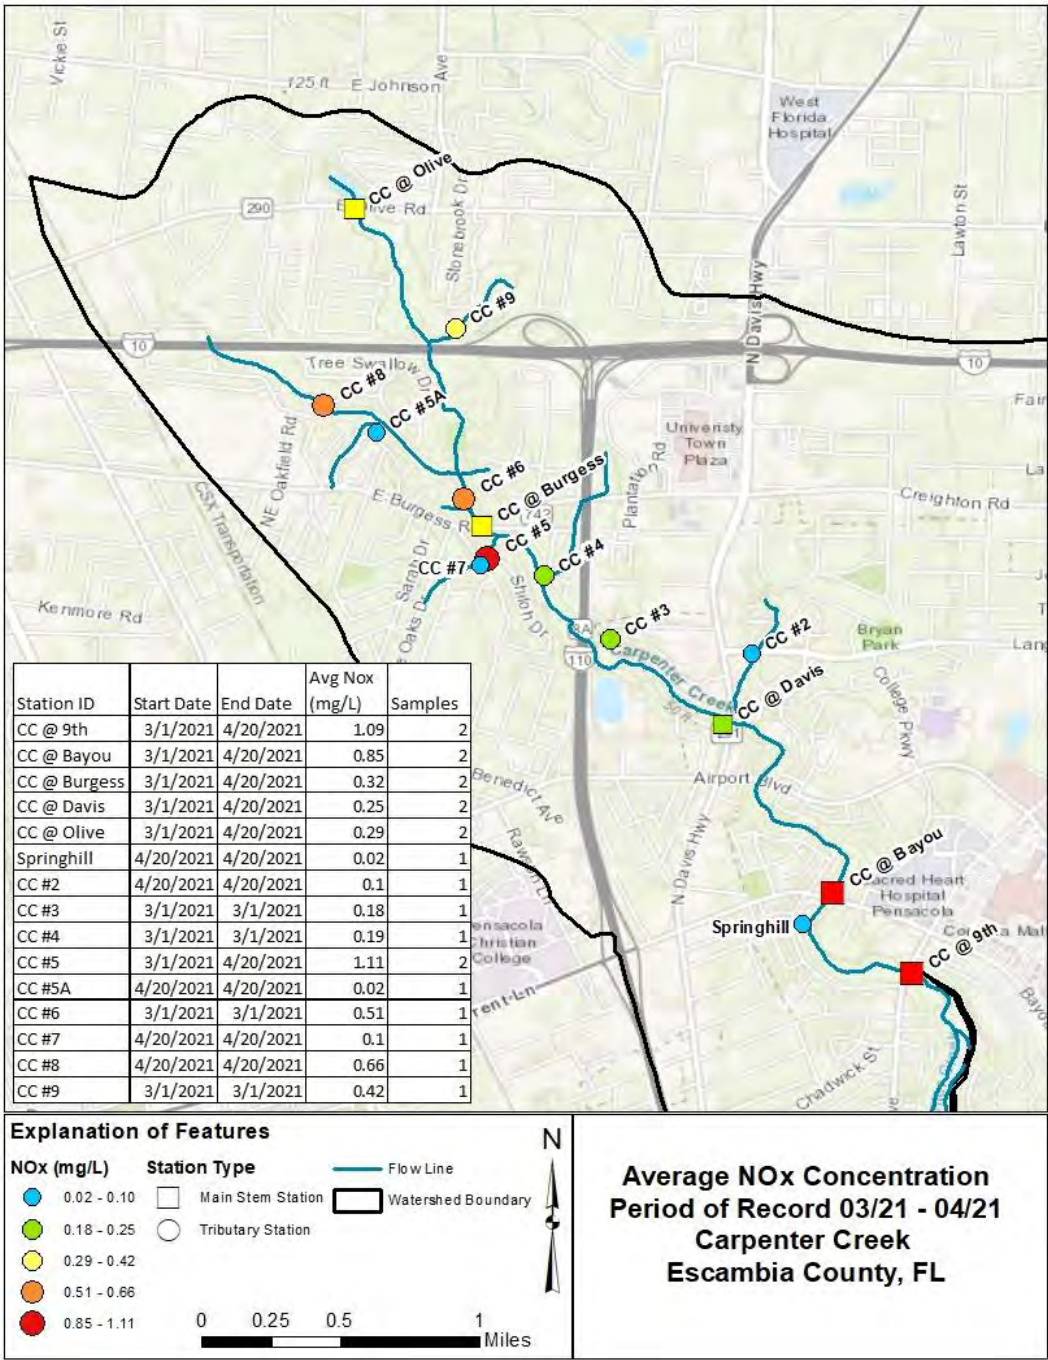 Vickie St
125 ft
E Johnson
Ave
West
Florida
Hospital
CC @ Olive
290
Rd
Stonebrook Dr
Lawton St
CC #9
N Davis Hwy
10
10
Tree Swallow Dr
CC #8
CC #5A
Fair
Univeristy
Town
Plaza
NE Oakfield Rd
CC #6
CC @ Burgess
Plantation Rd
La
Creighton Rd
CSX Transportation
E Burgess R
CC #5
CC #4
CC #7
Sarah Dr
Shiloh Dr
Oaks Dr
Kenmore Rd
CC #3
110
Carpenter Creek
50 ft
CC #2
Bryan
Park
Lang
College Pkwy
CC @ Davis
Airport Blvd
Benedict Ave
Rawson Ln
N Davis Hwy
CC @ Bayou
acred Heart
Hospital
Pensacola
Springhill
CC @ 9th
Mal
Bayou
ensacola
Christian
College
rent-Ln
Chadwick St
ve
Station ID Start Date End Date Avg Nox (mg/L) Samples
CC @ 9th 3/1/2021 4/20/2021 1.09 2
CC @ Bayou 3/1/2021 4/20/2021 0.85 2
CC @ Burgess 3/1/2021 4/20/2021 0.32 2
CC @ Davis 3/1/2021 4/20/2021 0.25 2
CC @ Olive 3/1/2021 4/20/2021 0.29 2
Springhill 4/20/2021 4/20/2021 0.02 1
CC #2 4/20/2021 4/20/2021 0.1 1
CC #3 3/1/2021 3/1/2021 0.18 1
CC #4 3/1/2021 3/1/2021 0.19 1
CC #5 3/1/2021 4/20/2021 1.11 2
CC #5A 4/20/2021 4/20/2021 0.02 1
CC #6 3/1/2021 3/1/2021 0.51 1
CC #7 4/20/2021 4/20/2021 0.1 1
CC #8 4/20/2021 4/20/2021 0.66 1
CC #9 3/1/2021 3/1/2021 0.42 1
Explanation of Features
NOx (mg/L) Station Type Flow Line
0.02 - 0.10 Main Stem Station Watershed Boundary
0.18 - 0.25 Tributary Station
0.29 - 0.42
0.51 - 0.66
0.85 - 1.11
N
0 0.25 0.5 1
Miles
Average NOx Concentration
Period of Record 03/21 - 04/21
Carpenter Creek
Escambia County, FL